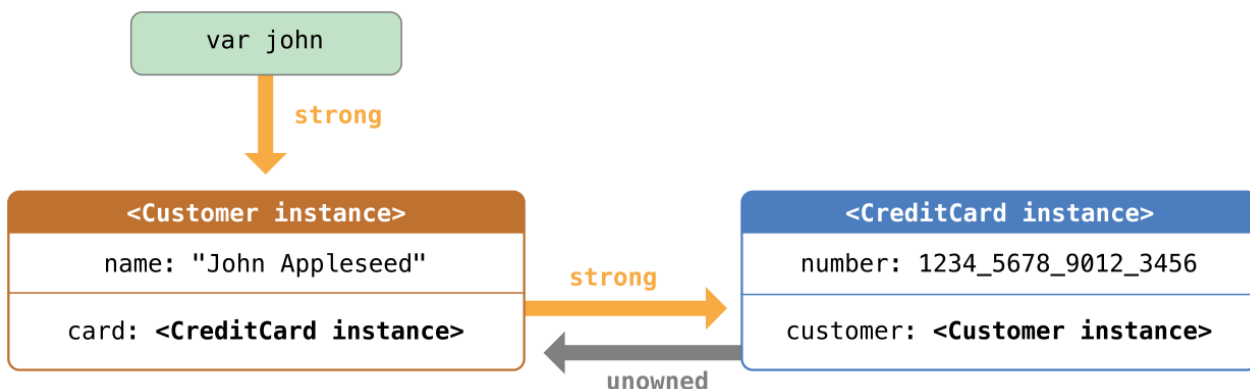 var john
strong
<Customer instance>
name: "John Appleseed"
card: <CreditCard instance>
strong
unowned
<CreditCard instance>
number: 1234_5678_9012_3456
customer: <Customer instance>